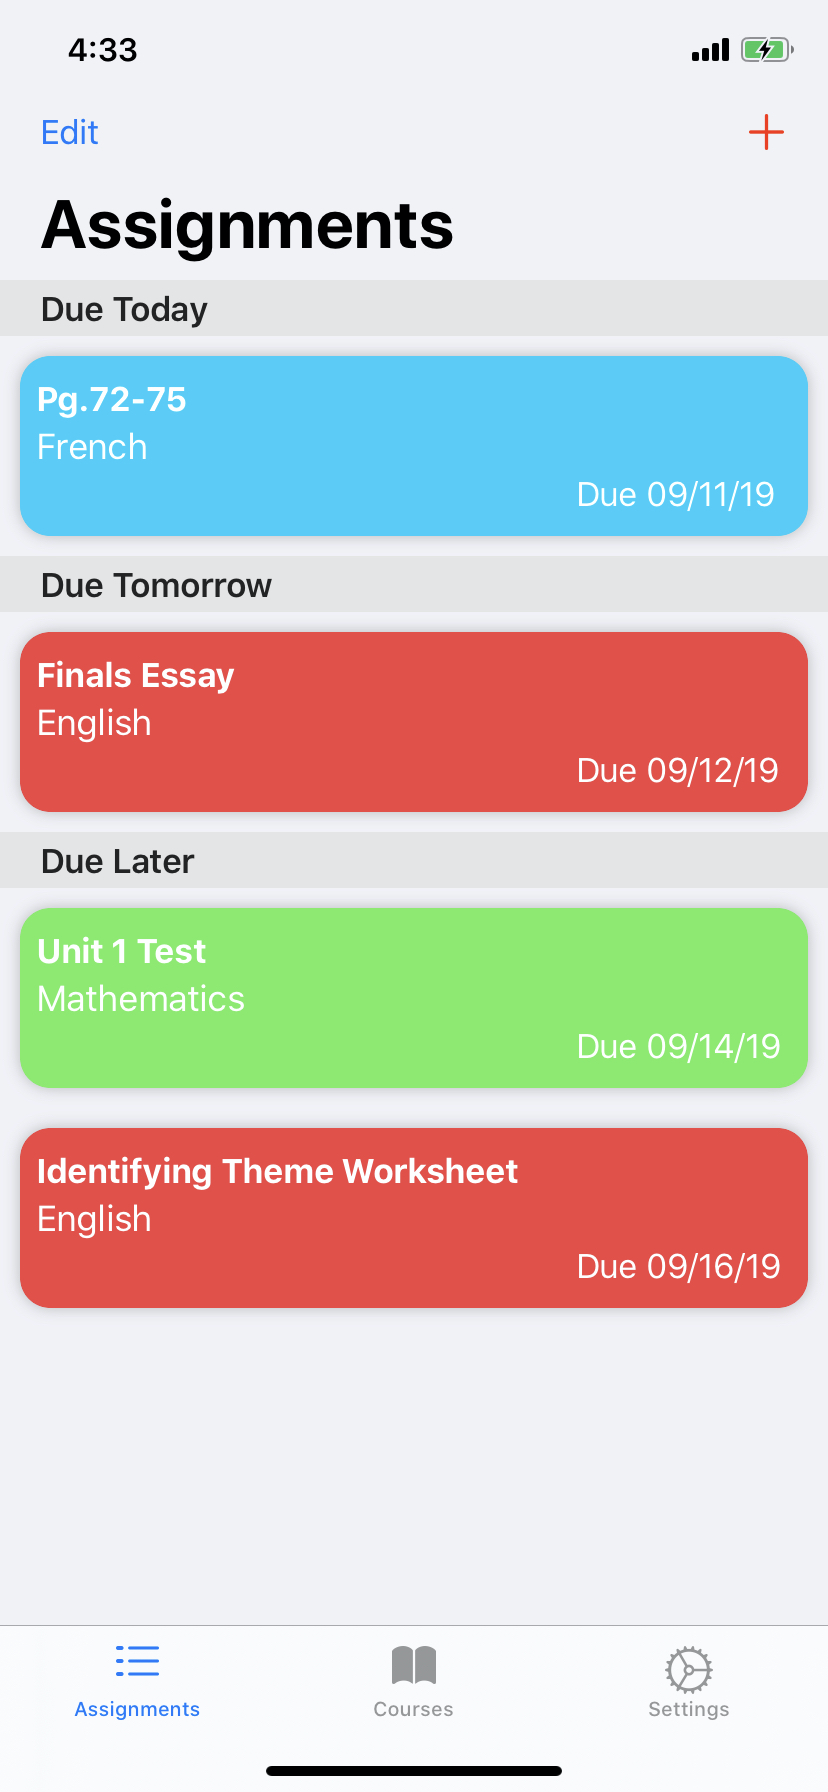 4:33
Edit
Assignments
Due Today
Pg.72-75
French
Due 09/11/19
Due Tomorrow
Finals Essay
English
Due 09/12/19
Due Later
Unit 1 Test
Mathematics
Due 09/14/19
Identifying Theme Worksheet
English
Due 09/16/19
Assignments
Courses
Settings